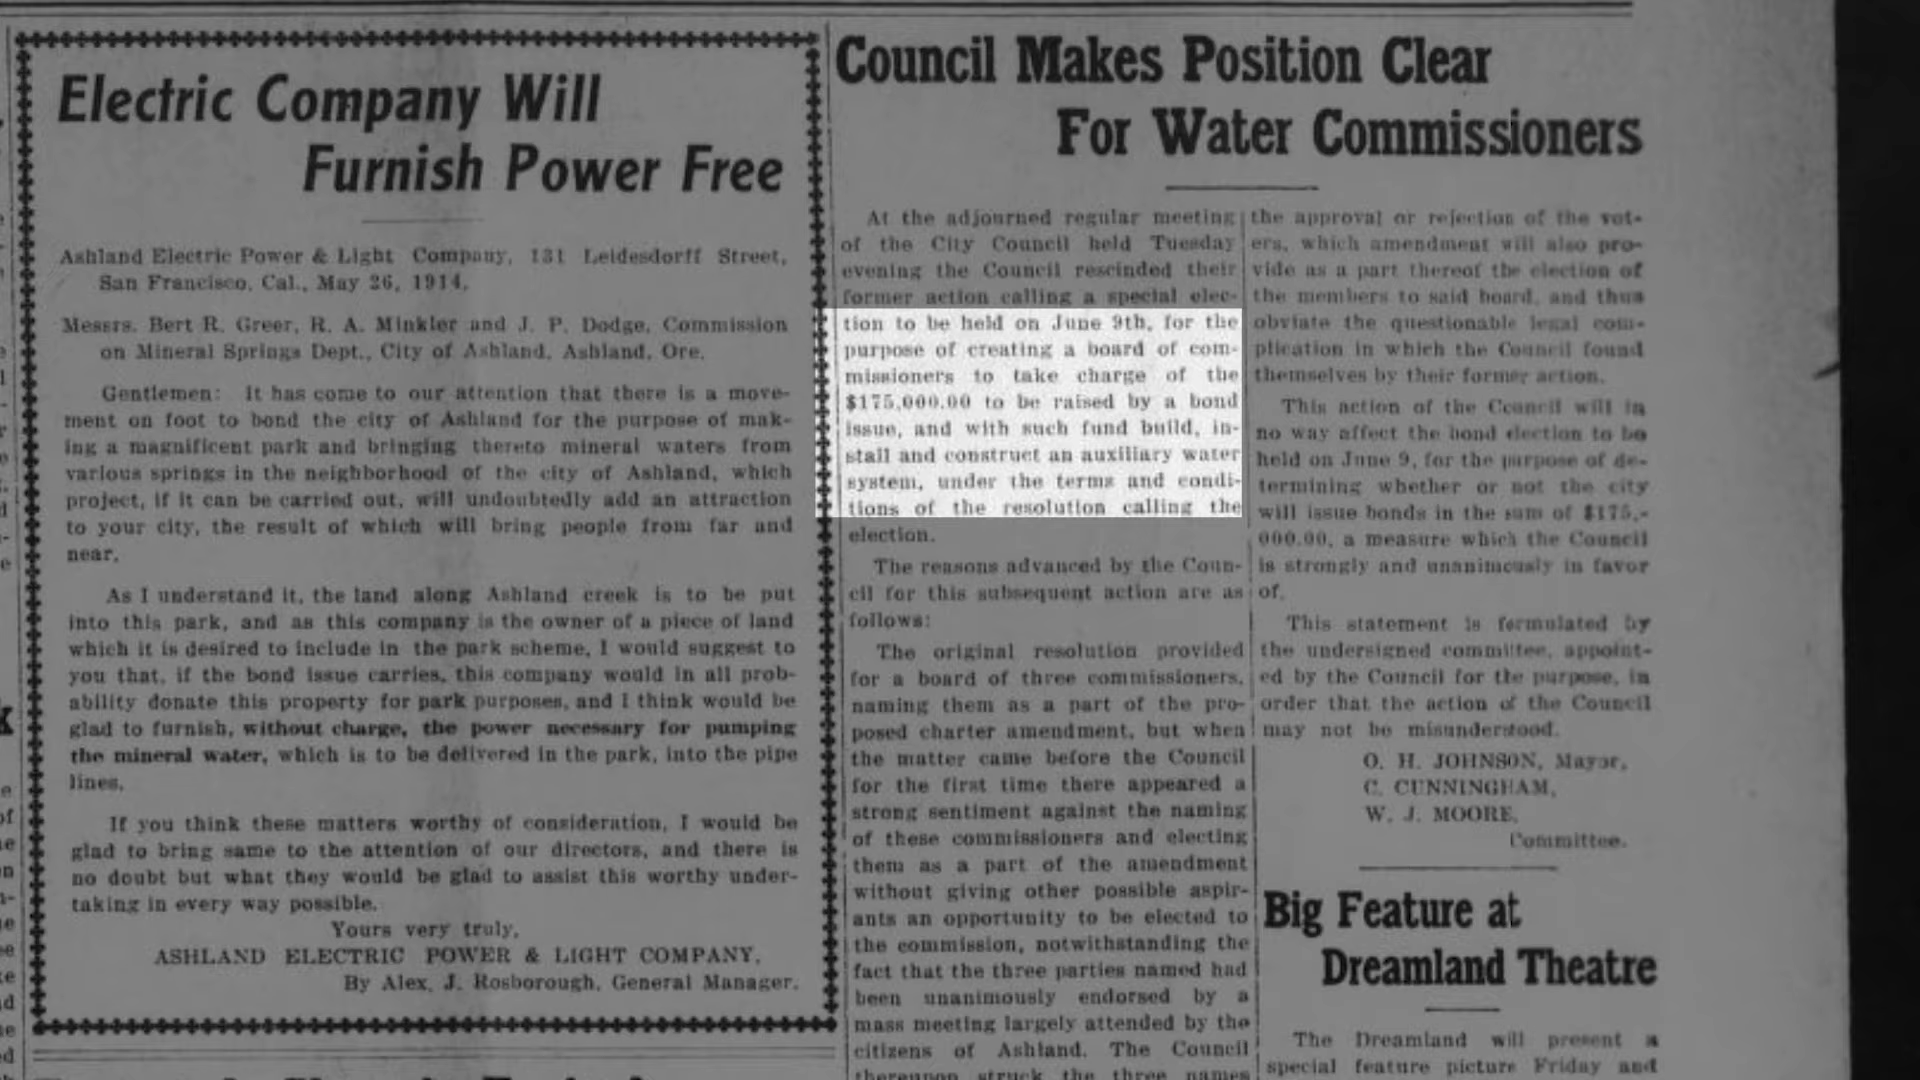 Electric Company Will
Furnish Power Free
Ashland Electric Power & Light Company, 131 Leidesdorff Street,
San Francisco, Cal., May 26, 1914.
Messrs. Bert R. Greer, R. A. Minkler and J. P. Dodge, Commission
on Mineral Springs Dept., City of Ashland, Ashland, Ore.
Gentlemen: It has come to our attention that there is a move-
ment on foot to bond the city of Ashland for the purpose of mak-
ing a magnificent park and bringing thereto mineral waters from
various springs in the neighborhood of the city of Ashland, which
project, if it can be carried out, will undoubtedly add an attraction
to your city, the result of which will bring people from far and
near.
As I understand it, the land along Ashland creek is to be put
into this park, and as this company is the owner of a piece of land
which it is desired to include in the park scheme, I would suggest to
you that, if the bond issue carries, this company would in all prob-
ability donate this property for park purposes, and I think would be
glad to furnish, without charge, the power necessary for pumping
the mineral water, which is to be delivered in the park, into the pipe
lines.
If you think these matters worthy of consideration, I would be
glad to bring same to the attention of our directors, and there is
no doubt but what they would be glad to assist this worthy under-
taking in every way possible.
Yours very truly,
ASHLAND ELECTRIC POWER & LIGHT COMPANY,
By Alex. J. Rosborough, General Manager.
Council Makes Position Clear
For Water Commissioners
At the adjourned regular meeting
of the City Council held Tuesday
evening the Council rescinded their
former action calling a special elec-
tion to be held on June 9th, for the
purpose of creating a board of com-
missioners to take charge of the
$175,000.00 to be raised by a bond
issue, and with such fund build, in-
stall and construct an auxiliary water
system, under the terms and condi-
tions of the resolution calling the
election.
The reasons advanced by the Coun-
cil for this subsequent action are as
follows:
The original resolution provided
for a board of three commissioners,
naming them as a part of the pro-
posed charter amendment, but when
the matter came before the Council
for the first time there appeared a
strong sentiment against the naming
of these commissioners and electing
them as a part of the amendment
without giving other possible aspir-
ants an opportunity to be elected to
the commission, notwithstanding the
fact that the three parties named had
been unanimously endorsed by a
mass meeting largely attended by the
citizens of Ashland. The Council
thereupon struck the three names
the approval or rejection of the vot-
ers, which amendment will also pro-
vide as a part thereof the election of
the members to said board, and thus
obviate the questionable legal com-
plication in which the Council found
themselves by their former action.
This action of the Council will in
no way affect the bond election to be
held on June 9, for the purpose of de-
termining whether or not the city
will issue bonds in the sum of $175,-
000.00, a measure which the Council
is strongly and unanimously in favor
of.
This statement is formulated by
the undersigned committee, appoint-
ed by the Council for the purpose, in
order that the action of the Council
may not be misunderstood.
O. H. JOHNSON, Mayor,
C. CUNNINGHAM,
W. J. MOORE,
Committee.
Big Feature at
Dreamland Theatre
The Dreamland will present a
special feature picture Friday and